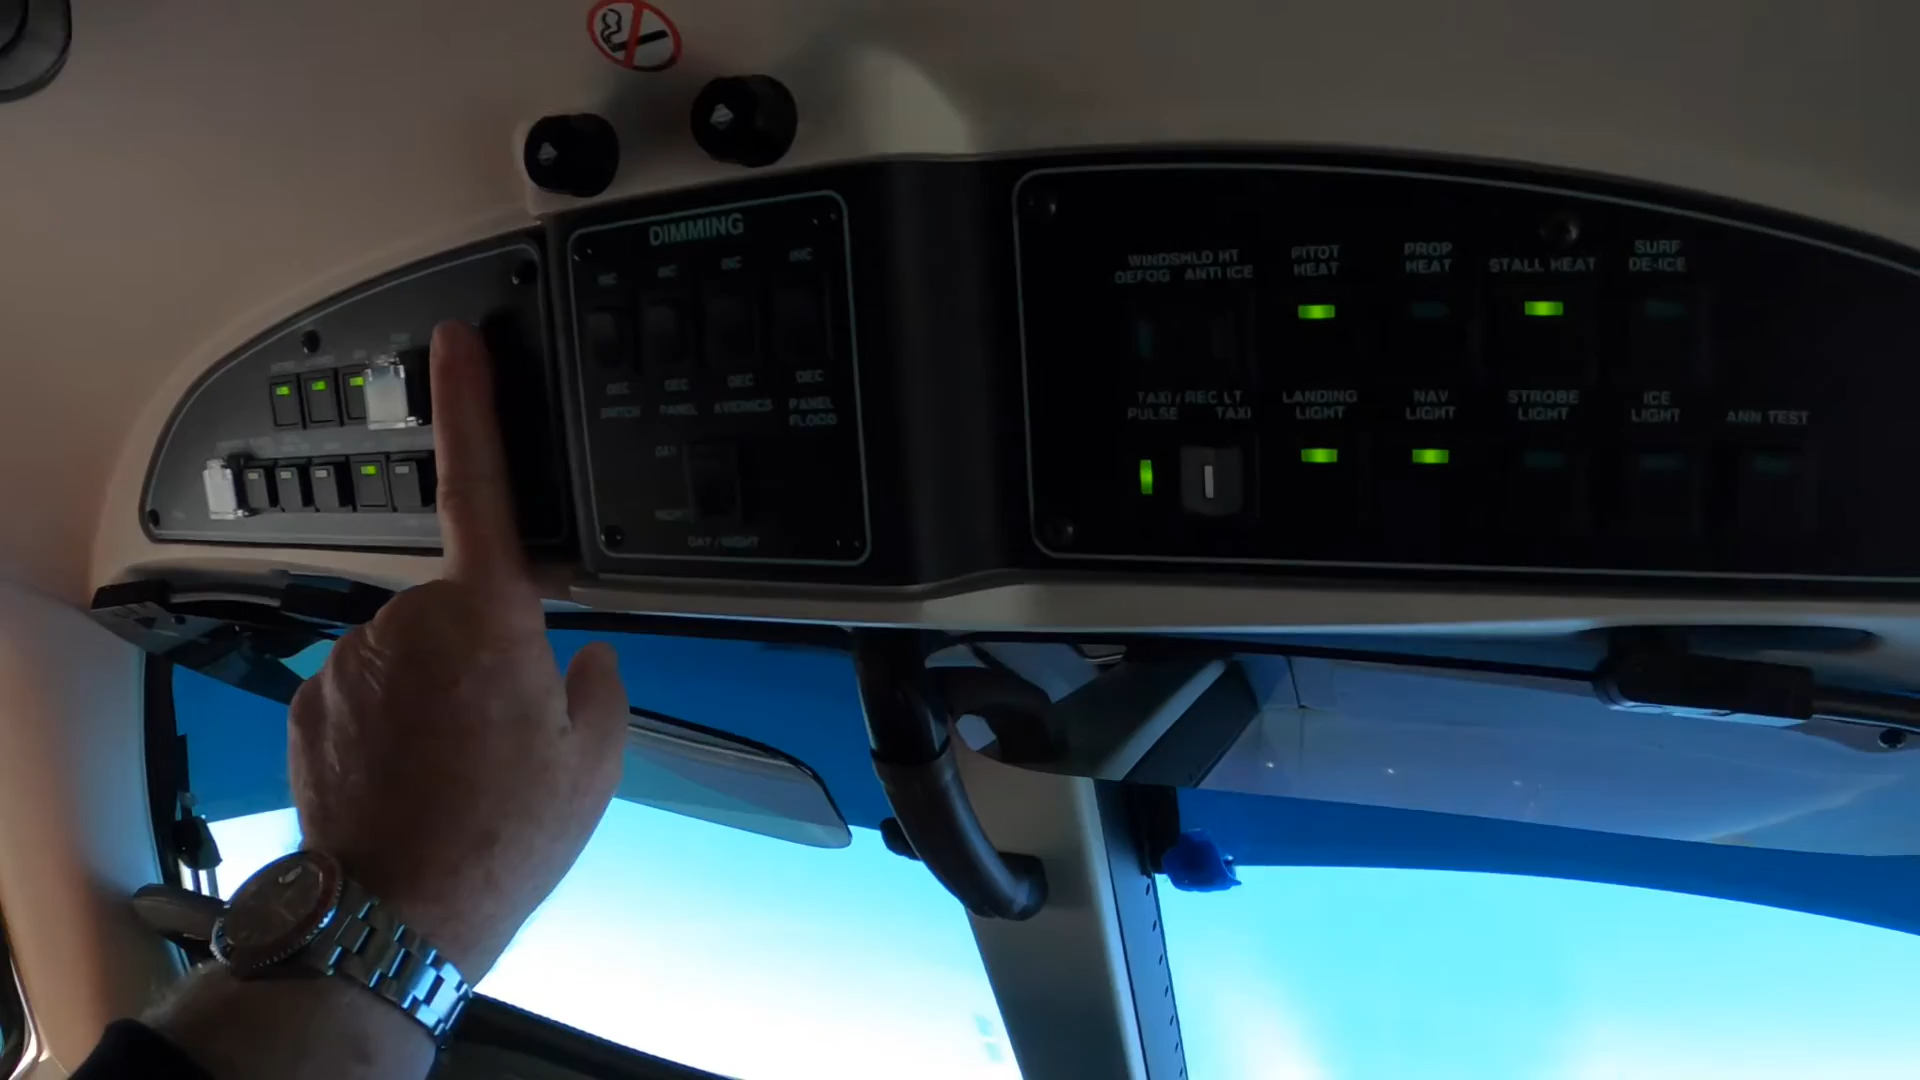 DIMMING
INC INC INC INC
DEC DEC DEC DEC
SWITCH PANEL AVIONICS PANEL
FLOOD
DAY
NIGHT
DAY / NIGHT
WINDSHLD HT
DEFOG ANTI ICE
PITOT
HEAT
PROP
HEAT
STALL HEAT
SURF
DE-ICE
TAXI / REC LT
PULSE TAXI
LANDING
LIGHT
NAV
LIGHT
STROBE
LIGHT
ICE
LIGHT
ANN TEST